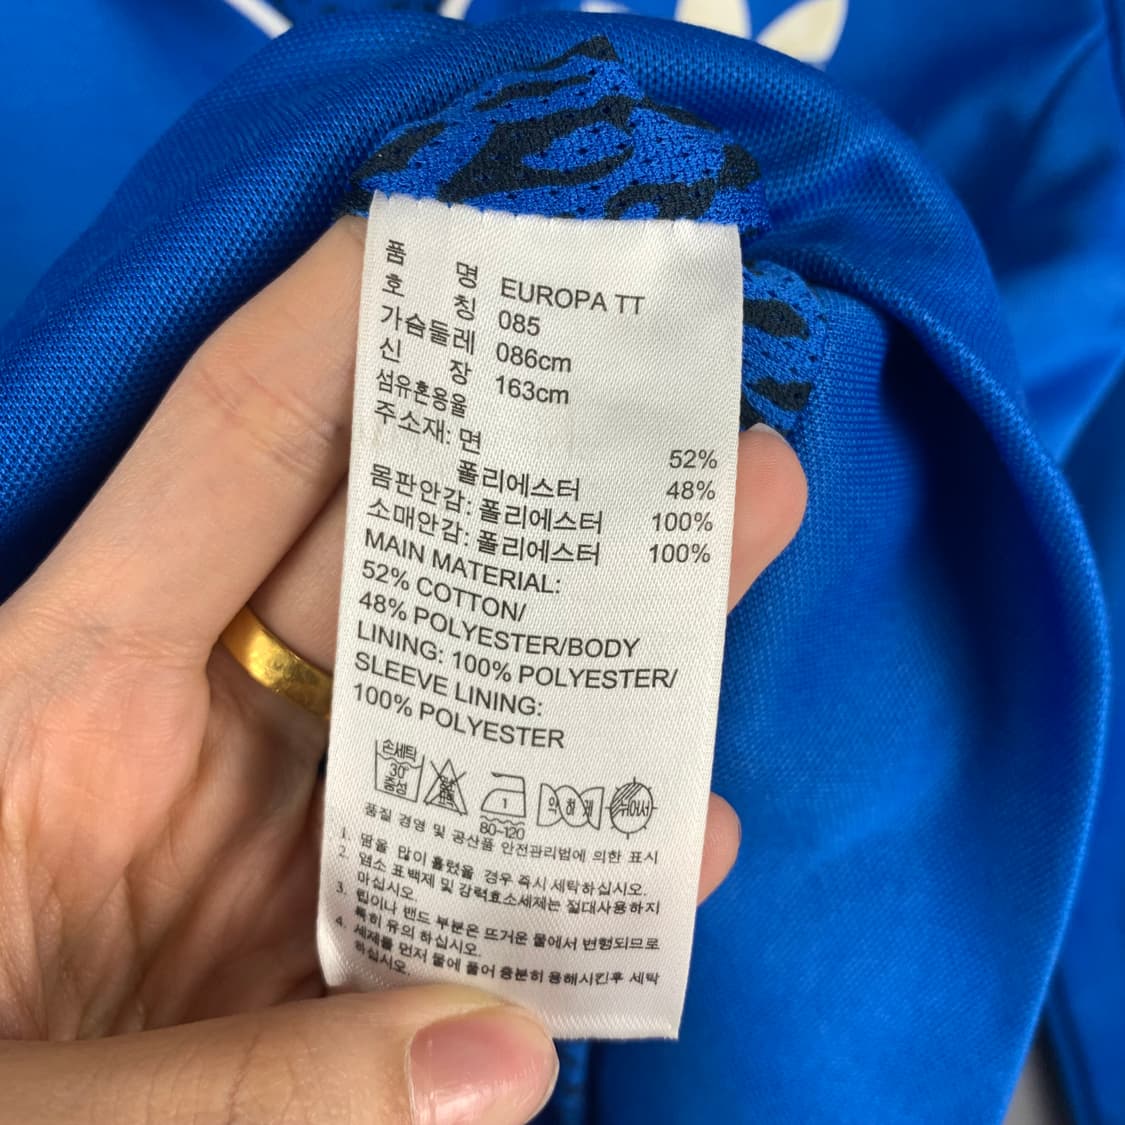 품 명 EUROPA TT
호 칭 085
가슴둘레 086cm
신 장 163cm
섬유혼용율
주소재: 면 52%
폴리에스터 48%
몸판안감: 폴리에스터 100%
소매안감: 폴리에스터 100%
MAIN MATERIAL:
52% COTTON/
48% POLYESTER/BODY
LINING: 100% POLYESTER/
SLEEVE LINING:
100% POLYESTER
손세탁
30°
중성
1
80~120
약하게
뉘어서
품질 경영 및 공산품 안전관리법에 의한 표시
1. 땀을 많이 흘렸을 경우 즉시 세탁하십시오.
2. 염소 표백제 및 강력효소세제는 절대사용하지
마십시오.
3. 립이나 밴드 부분은 뜨거운 물에서 변형되므로
특히 유의 하십시오.
4. 세제를 먼저 물에 풀어 충분히 용해시킨후 세탁
하십시오.